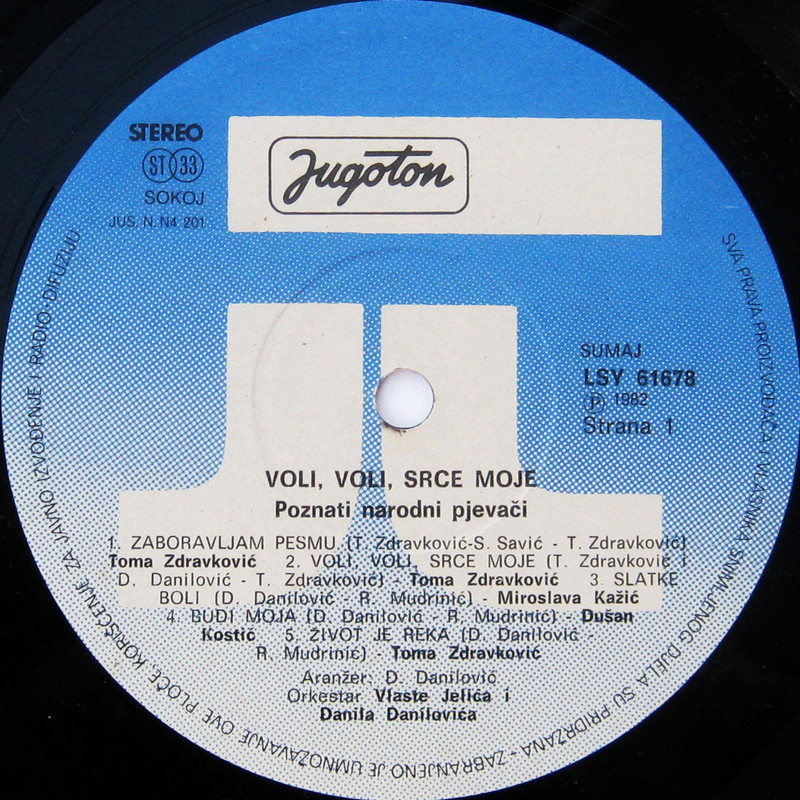 STEREO
ST 33
SOKOJ
JUS. N. N4 201
Jugoton
SUMAJ
LSY 61678
Ⓟ 1982
Strana 1
VOLI, VOLI, SRCE MOJE
Poznati narodni pjevači
1. ZABORAVLJAM PESMU (T. Zdravković-S. Savić - T. Zdravković)
Toma Zdravković 2. VOLI, VOLI, SRCE MOJE (T. Zdravković i
D. Danilović - T. Zdravković) - Toma Zdravković 3. SLATKE
BOLI (D. Danilović - R. Mudrinić) - Miroslava Kažić
4. BUDI MOJA (D. Danilović - R. Mudrinić) - Dušan
Kostić 5. ŽIVOT JE REKA (D. Danilović -
R. Mudrinić) - Toma Zdravković
Aranžer: D. Danilović
Orkestar Vlaste Jelića i
Danila Danilovića
SVA PRAVA PROIZVOĐAČA I VLASNIKA SNIMLJENOG DJELA SU PRIDRŽANA - ZABRANJENO JE UMNOŽAVANJE OVE PLOČE, KORIŠĆENJE ZA JAVNO IZVOĐENJE I RADIO-DIFUZIJU